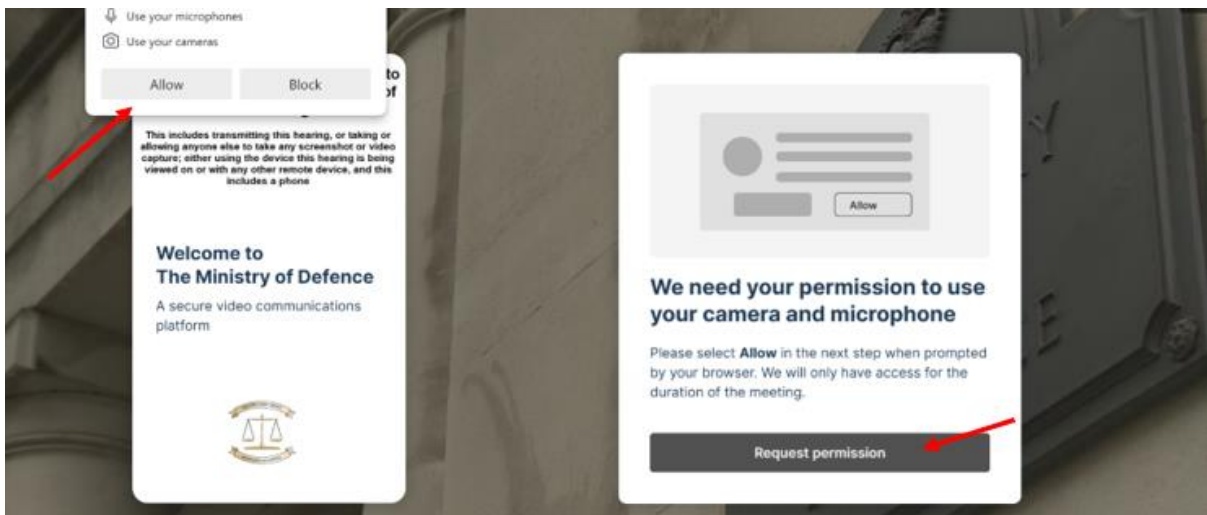 Use your microphones
Use your cameras
Allow
Block
to
of
This includes transmitting this hearing, or taking or
allowing anyone else to take any screenshot or video
capture; either using the device this hearing is being
viewed on or with any other remote device, and this
includes a phone
Welcome to
The Ministry of Defence
A secure video communications
platform
Allow
We need your permission to use
your camera and microphone
Please select Allow in the next step when prompted
by your browser. We will only have access for the
duration of the meeting.
Request permission